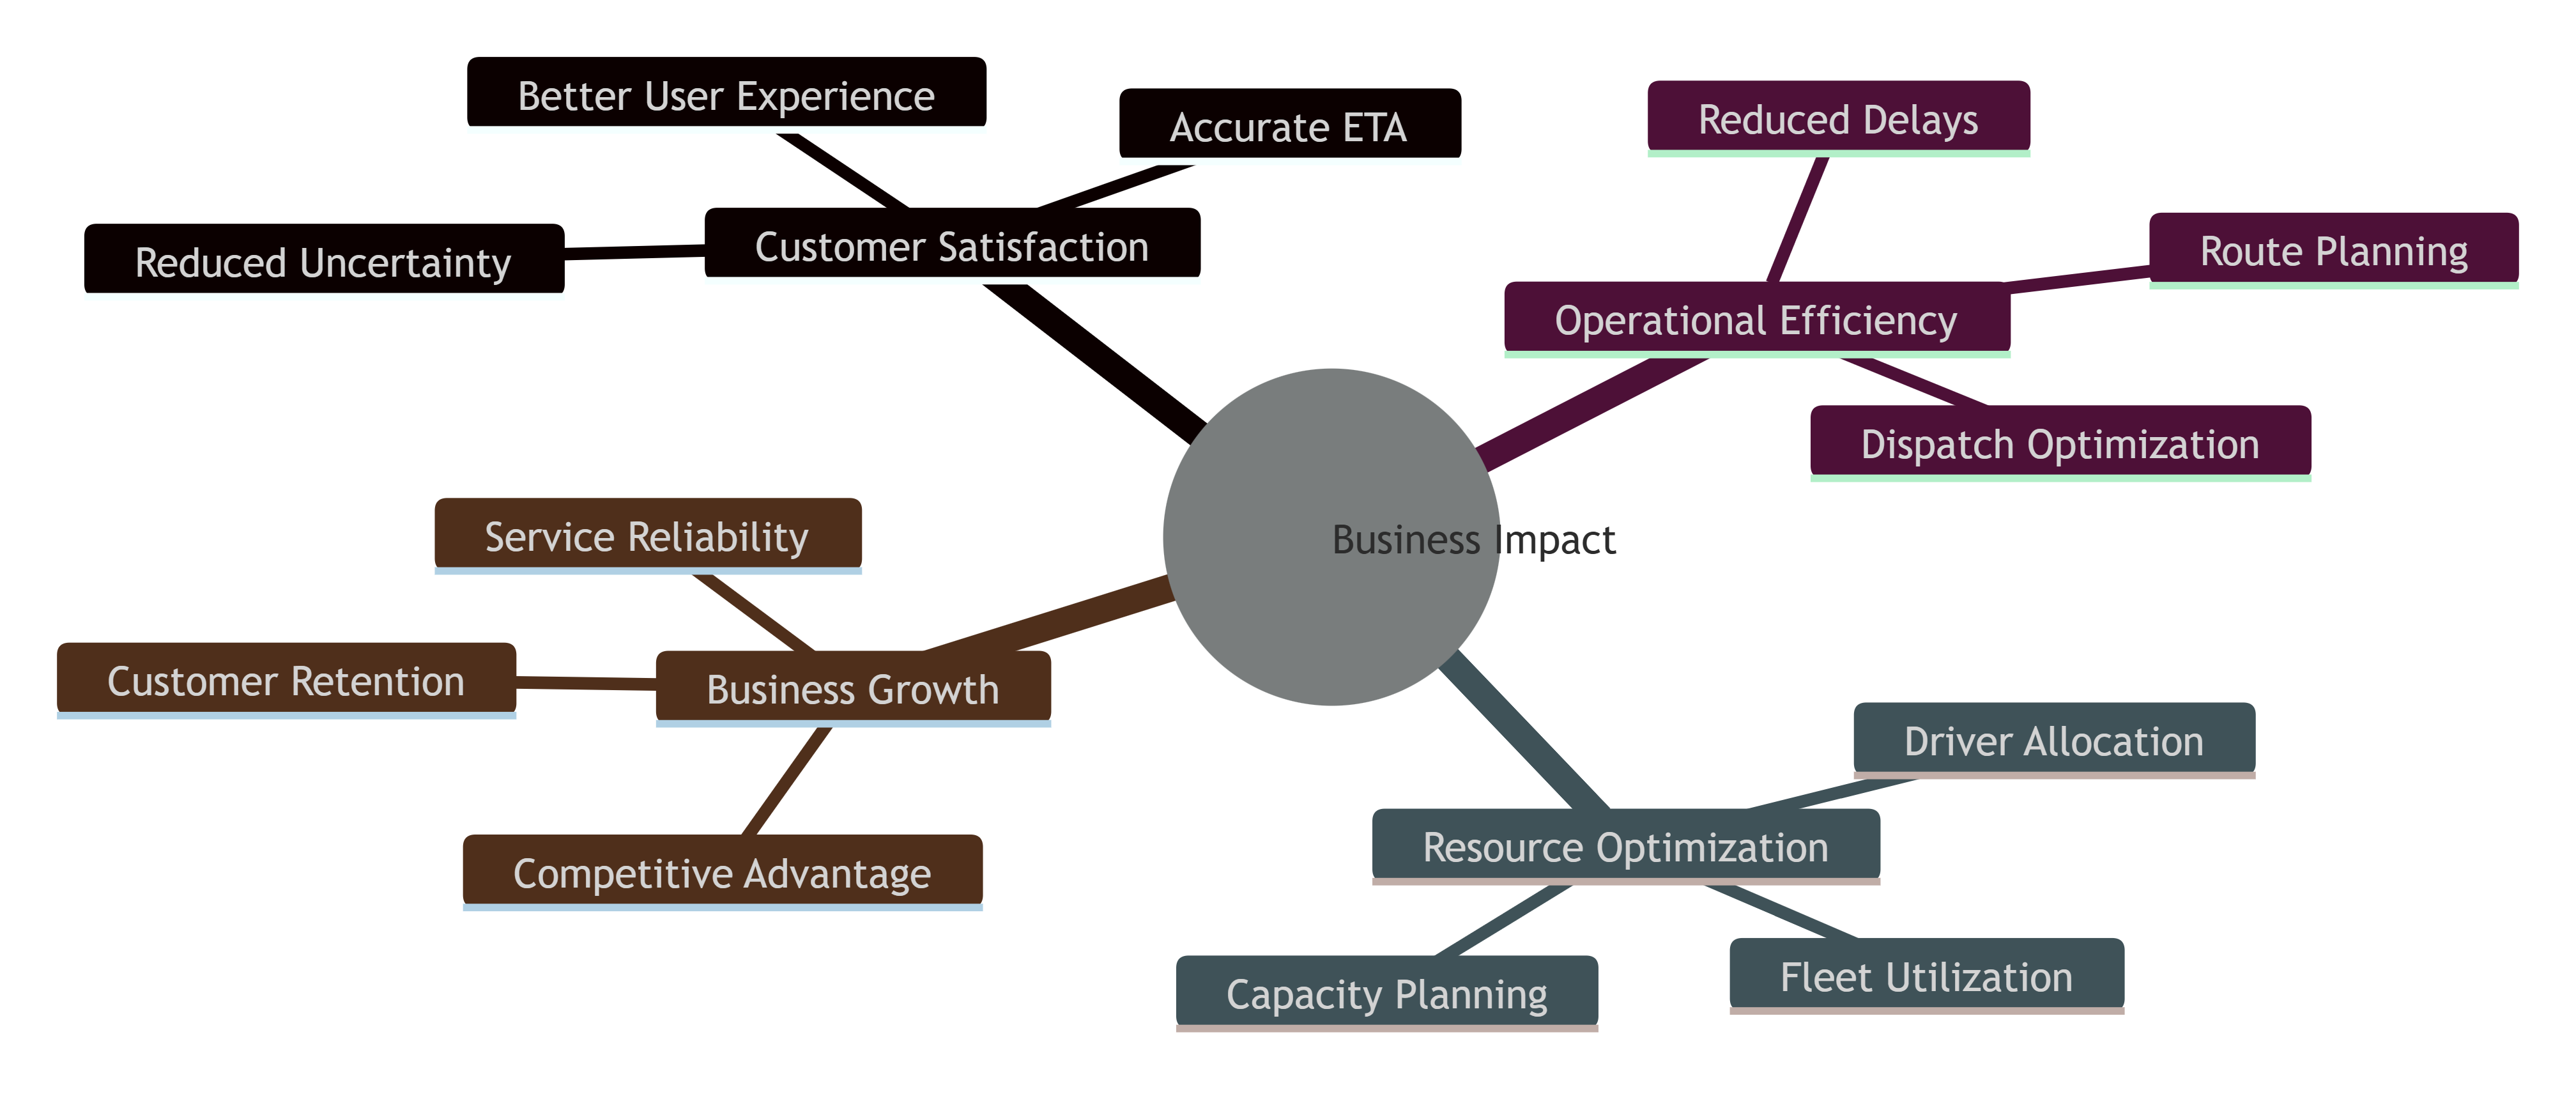 Better User Experience
Accurate ETA
Reduced Uncertainty
Customer Satisfaction
Reduced Delays
Route Planning
Operational Efficiency
Dispatch Optimization
Business Impact
Service Reliability
Customer Retention
Business Growth
Competitive Advantage
Driver Allocation
Resource Optimization
Capacity Planning
Fleet Utilization